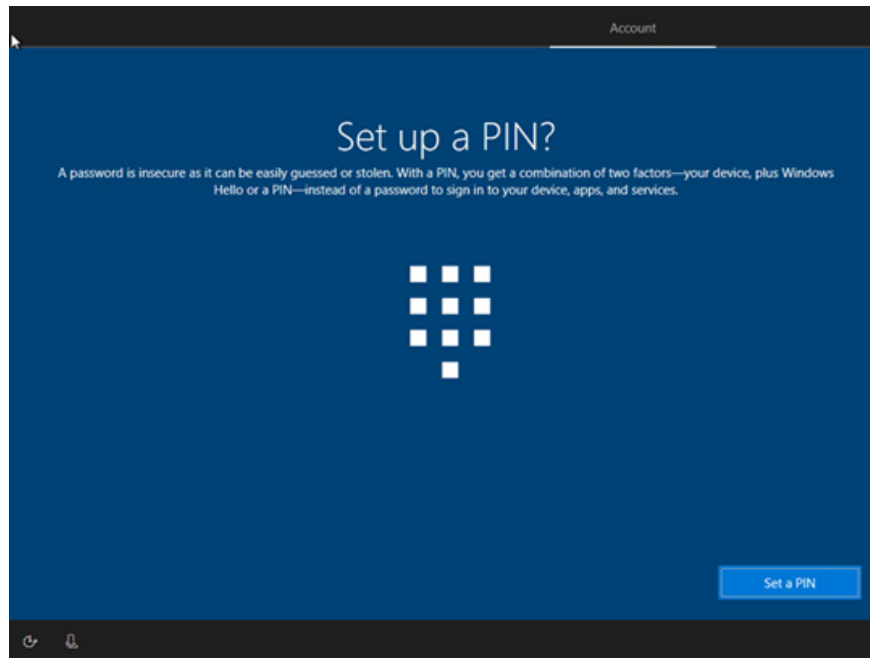 Account
Set up a PIN?
A password is insecure as it can be easily guessed or stolen. With a PIN, you get a combination of two factors—your device, plus Windows
Hello or a PIN—instead of a password to sign in to your device, apps, and services.
Set a PIN